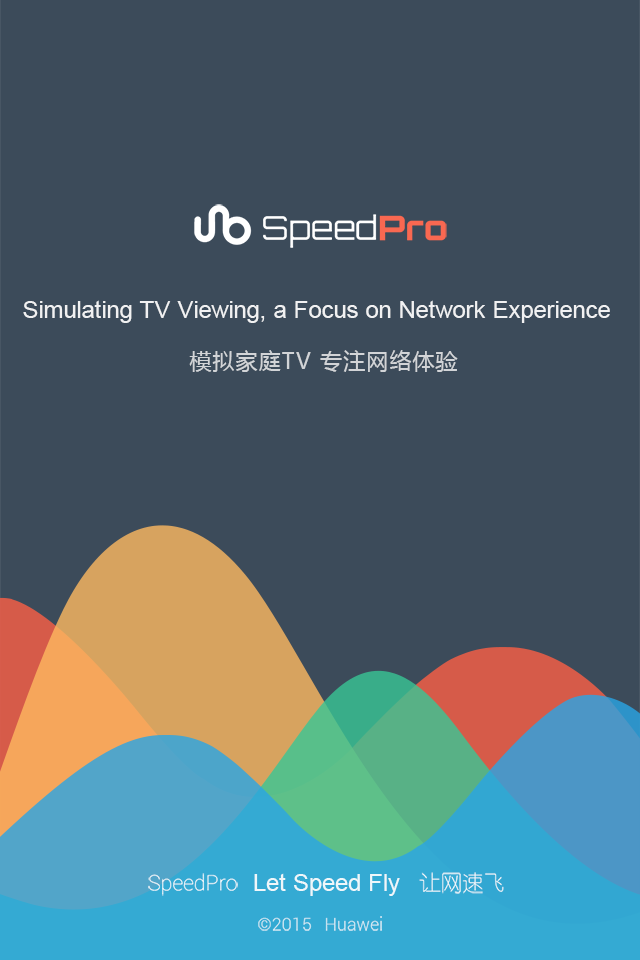 SpeedPro
Simulating TV Viewing, a Focus on Network Experience
模拟家庭TV 专注网络体验
SpeedPro Let Speed Fly 让网速飞
©2015 Huawei